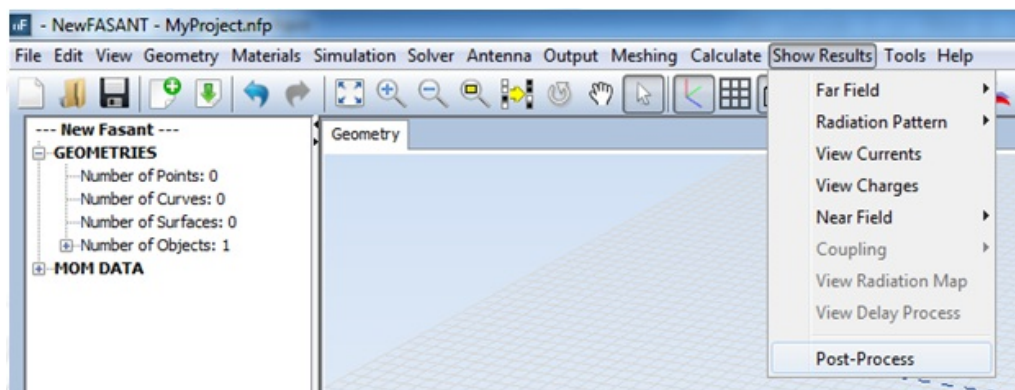 nF - NewFASANT - MyProject.nfp
File Edit View Geometry Materials Simulation Solver Antenna Output Meshing Calculate Show Results Tools Help
--- New Fasant ---
GEOMETRIES
Number of Points: 0
Number of Curves: 0
Number of Surfaces: 0
Number of Objects: 1
MOM DATA
Geometry
Far Field
Radiation Pattern
View Currents
View Charges
Near Field
Coupling
View Radiation Map
View Delay Process
Post-Process